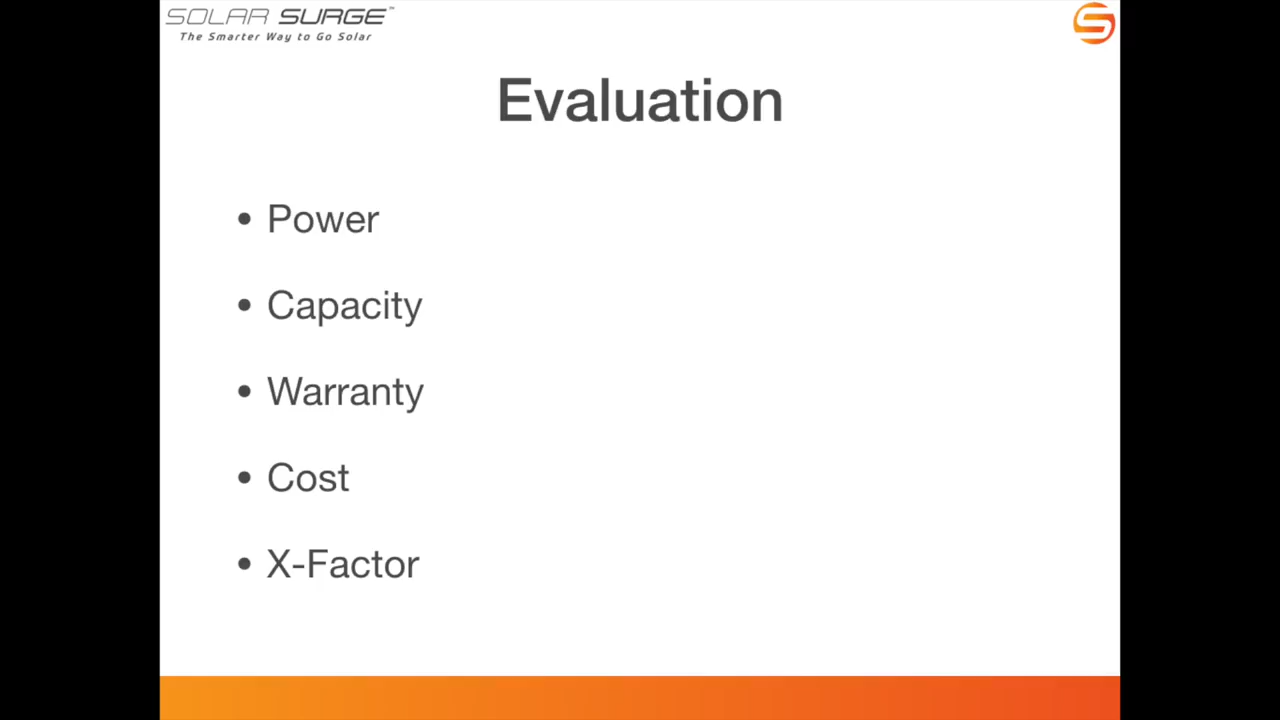 SOLAR SURGE™
The Smarter Way to Go Solar
Evaluation
• Power
• Capacity
• Warranty
• Cost
• X-Factor